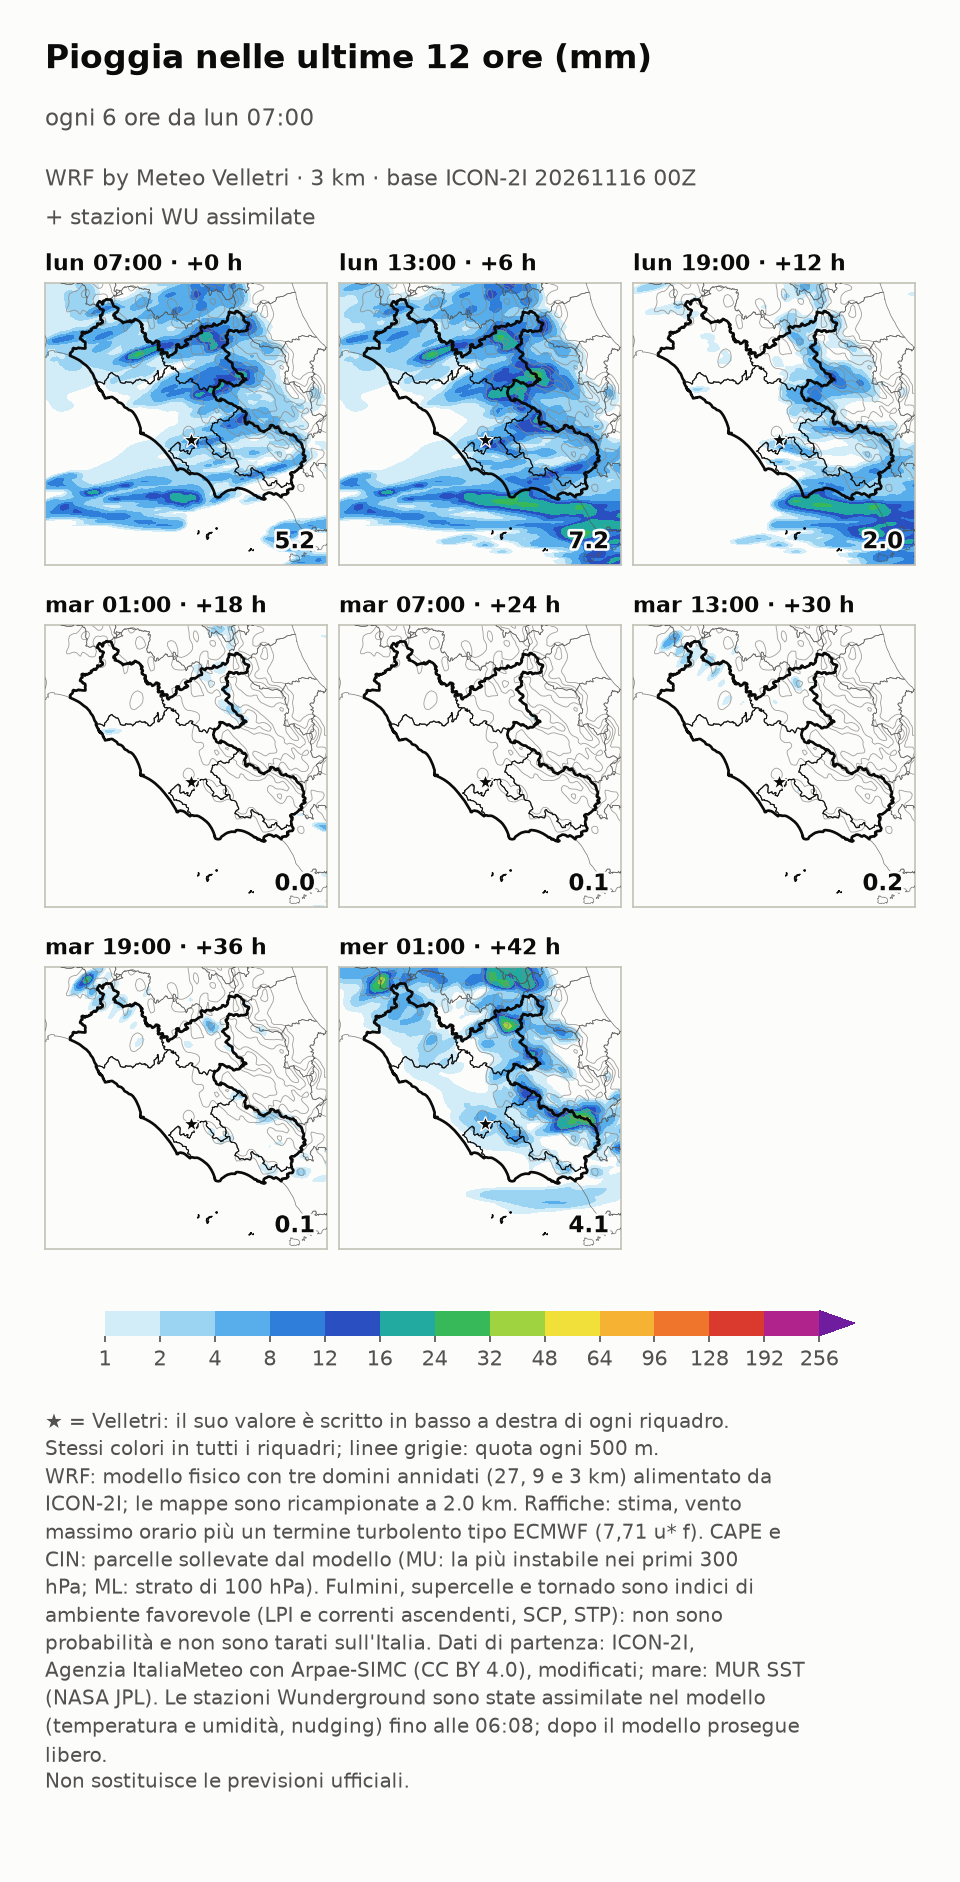 Pioggia nelle ultime 12 ore (mm)
ogni 6 ore da lun 07:00
WRF by Meteo Velletri · 3 km · base ICON-2I 20261116 00Z
+ stazioni WU assimilate
lun 07:00 · +0 h
lun 13:00 · +6 h
lun 19:00 · +12 h
5.2
7.2
2.0
mar 01:00 · +18 h
mar 07:00 · +24 h
mar 13:00 · +30 h
0.0
0.1
0.2
mar 19:00 · +36 h
mer 01:00 · +42 h
0.1
4.1
1 2 4 8 12 16 24 32 48 64 96 128 192 256
★ = Velletri: il suo valore è scritto in basso a destra di ogni riquadro.
Stessi colori in tutti i riquadri; linee grigie: quota ogni 500 m.
WRF: modello fisico con tre domini annidati (27, 9 e 3 km) alimentato da
ICON-2I; le mappe sono ricampionate a 2.0 km. Raffiche: stima, vento
massimo orario più un termine turbolento tipo ECMWF (7,71 u* f). CAPE e
CIN: parcelle sollevate dal modello (MU: la più instabile nei primi 300
hPa; ML: strato di 100 hPa). Fulmini, supercelle e tornado sono indici di
ambiente favorevole (LPI e correnti ascendenti, SCP, STP): non sono
probabilità e non sono tarati sull'Italia. Dati di partenza: ICON-2I,
Agenzia ItaliaMeteo con Arpae-SIMC (CC BY 4.0), modificati; mare: MUR SST
(NASA JPL). Le stazioni Wunderground sono state assimilate nel modello
(temperatura e umidità, nudging) fino alle 06:08; dopo il modello prosegue
libero.
Non sostituisce le previsioni ufficiali.